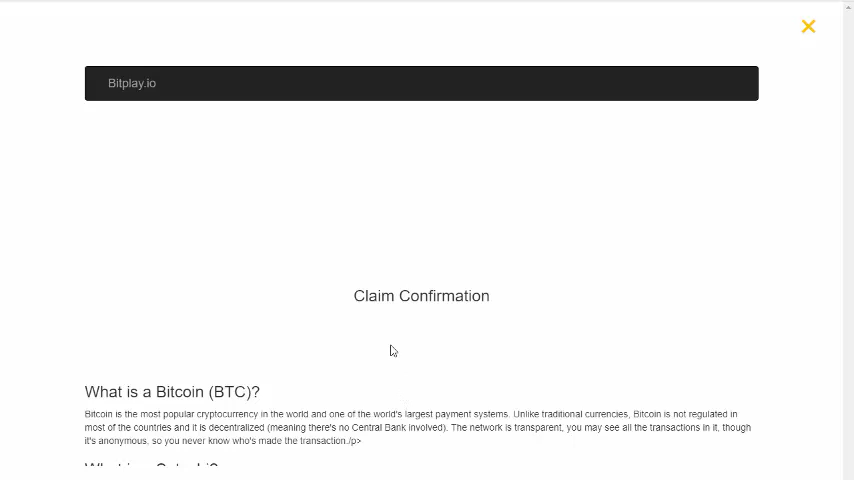 Bitplay.io
Claim Confirmation
What is a Bitcoin (BTC)?
Bitcoin is the most popular cryptocurrency in the world and one of the world's largest payment systems. Unlike traditional currencies, Bitcoin is not regulated in
most of the countries and it is decentralized (meaning there's no Central Bank involved). The network is transparent, you may see all the transactions in it, though
it's anonymous, so you never know who's made the transaction./p>